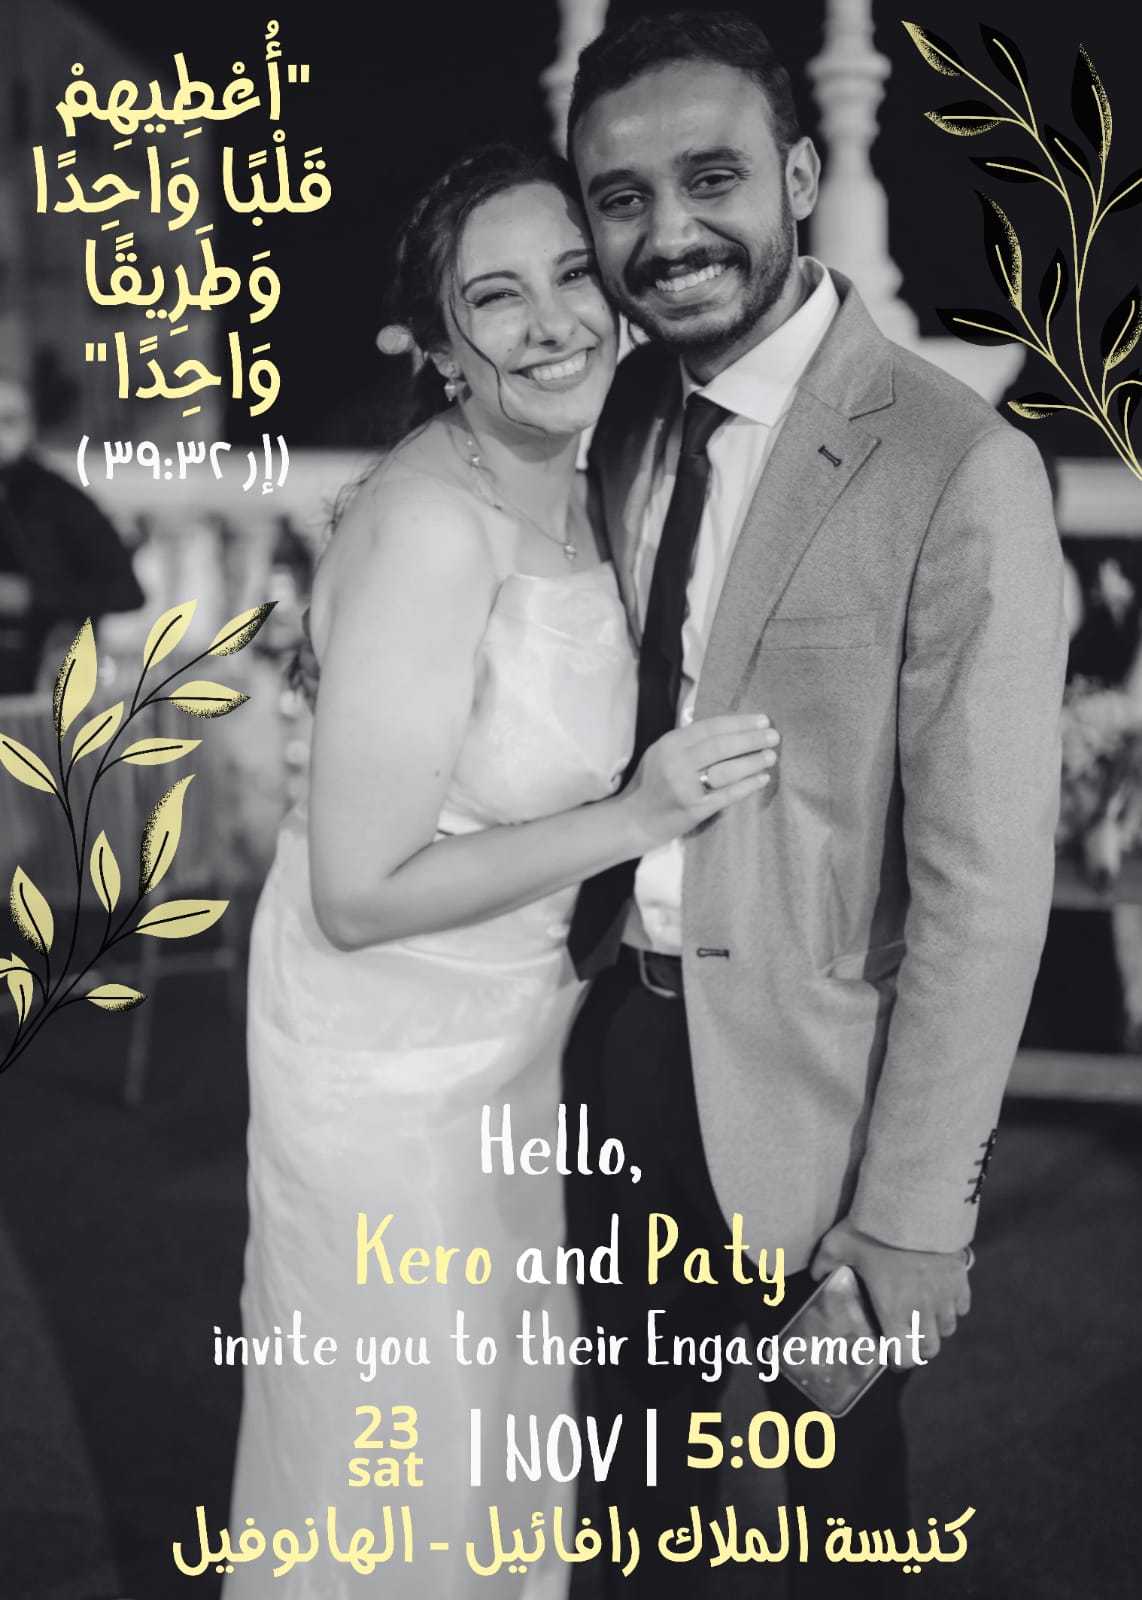 "أُعْطِيهِمْ
قَلْبًا وَاحِدًا
وَطَرِيقًا
وَاحِدًا"
(إر ٣٩:٣٢ )
Hello,
Kero and Paty
invite you to their Engagement
23 sat | NOV | 5:00
كنيسة الملاك رافائيل - الهانوفيل